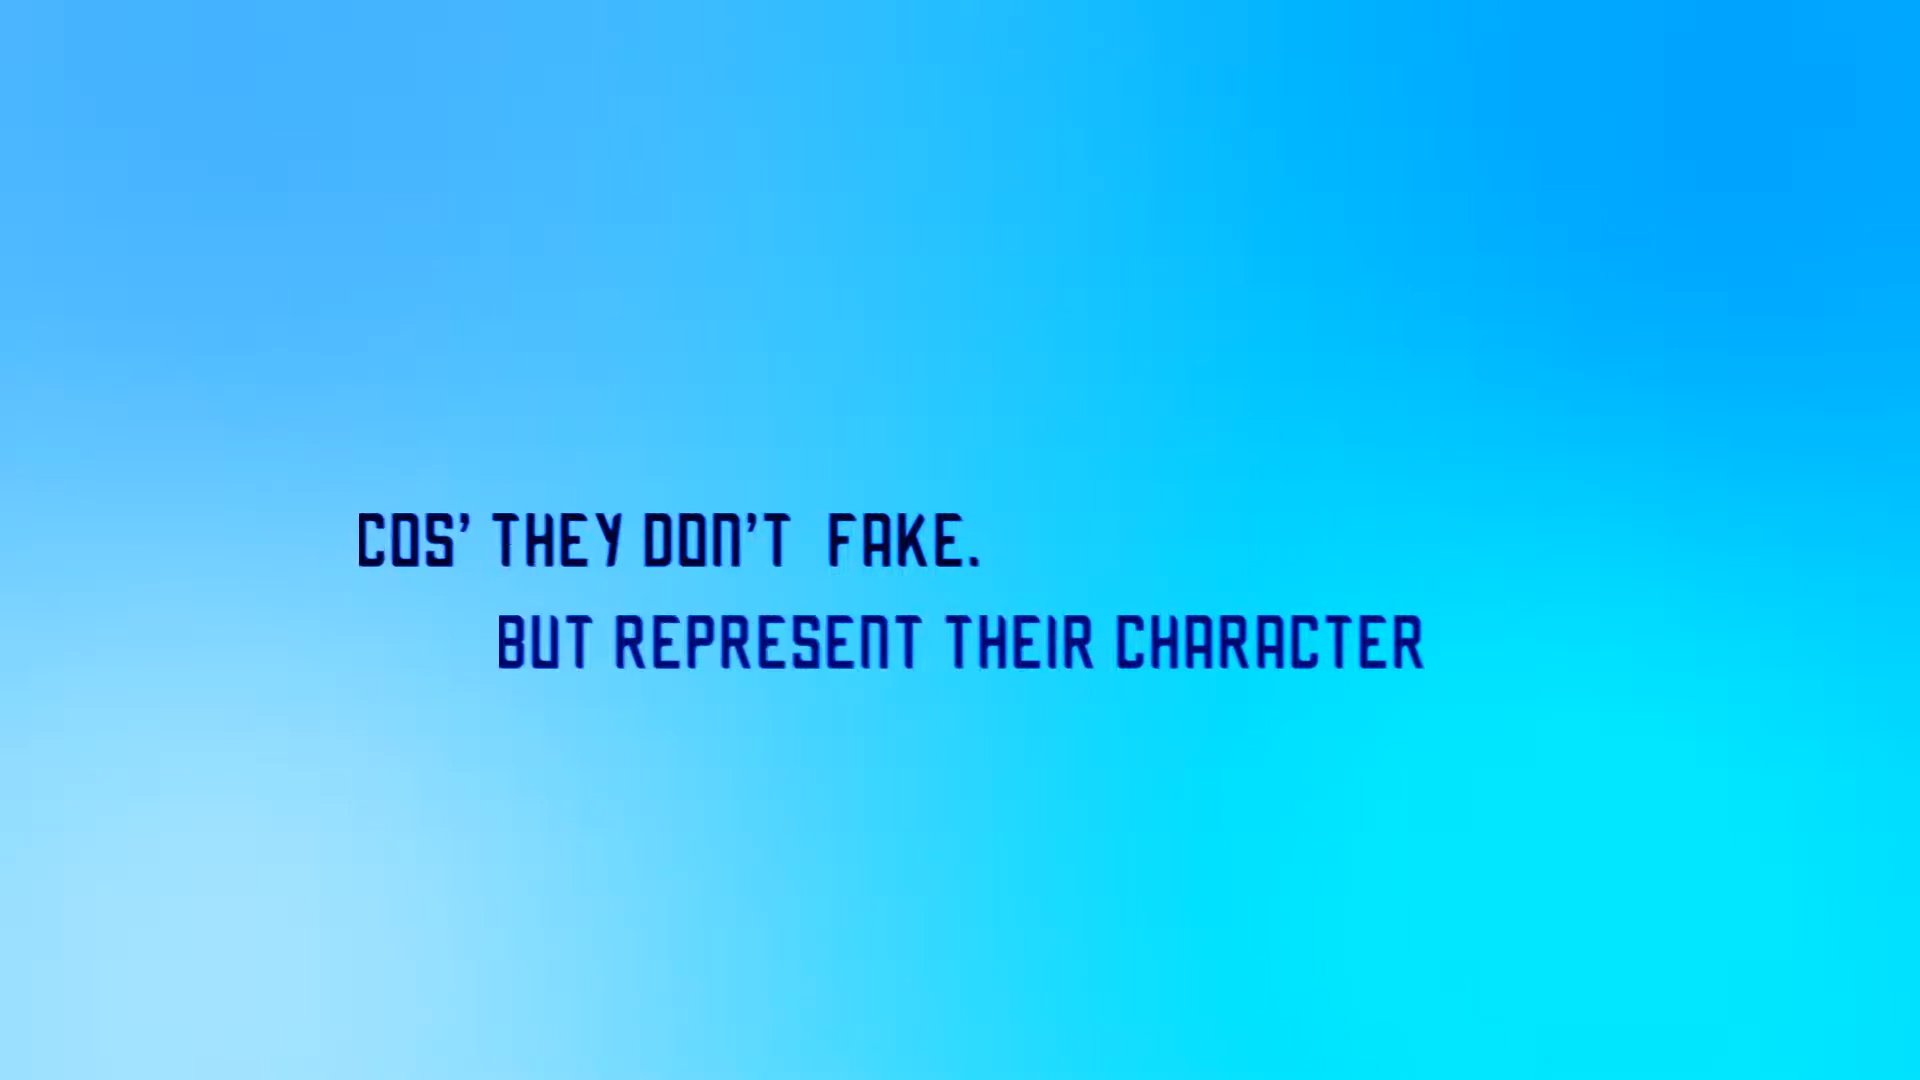 COS' THEY DON'T FAKE.
BUT REPRESENT THEIR CHARACTER